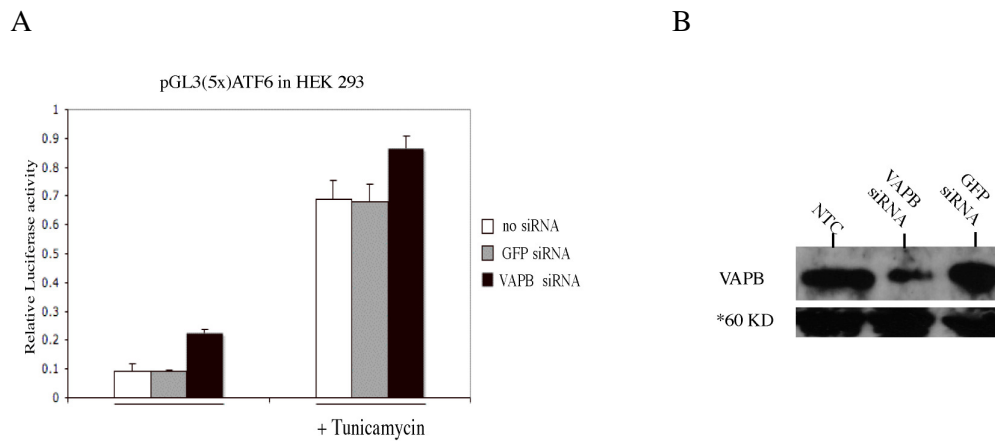 A
B
pGL3(5x)ATF6 in HEK 293
Relative Luciferase activity
1
0.9
0.8
0.7
0.6
0.5
0.4
0.3
0.2
0.1
0
+ Tunicamycin
no siRNA
GFP siRNA
VAPB siRNA
NTC
VAPB
siRNA
GFP
siRNA
VAPB
*60 KD